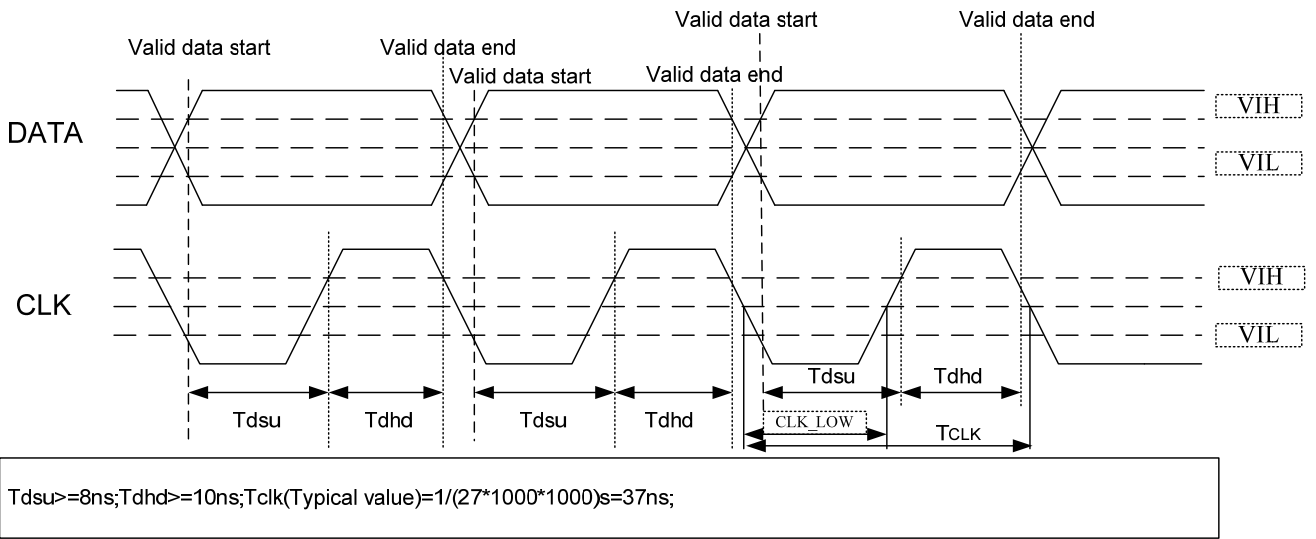 Valid data start
Valid data end
Valid data start
Valid data end
Valid data start
Valid data end
DATA
VIH
VIL
CLK
VIH
VIL
Tdsu
Tdhd
Tdsu
Tdhd
Tdsu
Tdhd
CLK_LOW
TCLK
Tdsu>=8ns;Tdhd>=10ns;Tclk(Typical value)=1/(27*1000*1000)s=37ns;